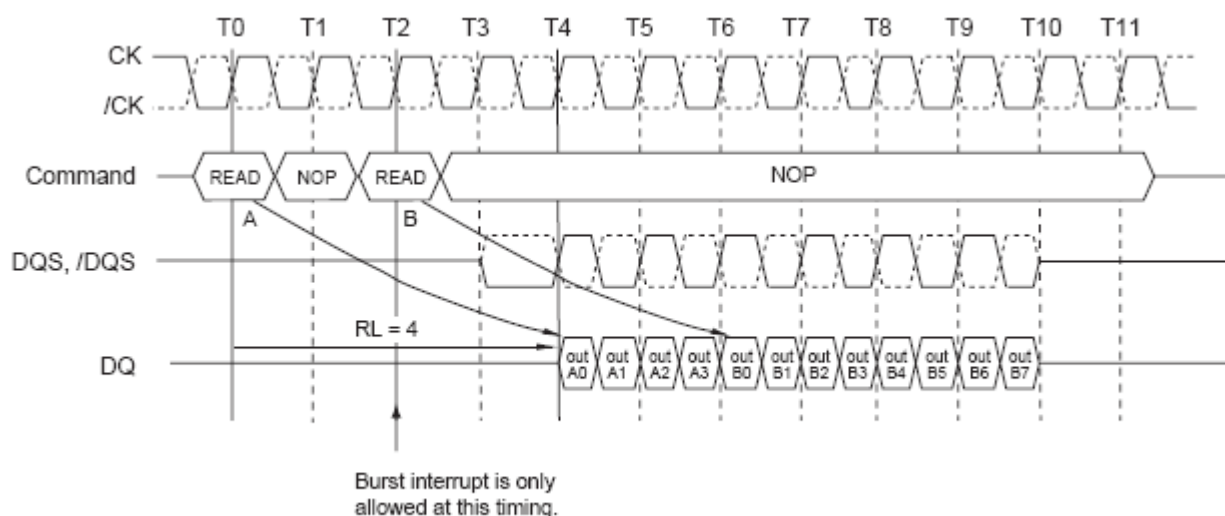 T0 T1 T2 T3 T4 T5 T6 T7 T8 T9 T10 T11
CK
/CK
Command READ NOP READ NOP
A B
DQS, /DQS
RL = 4
DQ out A0 out A1 out A2 out A3 out B0 out B1 out B2 out B3 out B4 out B5 out B6 out B7
Burst interrupt is only
allowed at this timing.